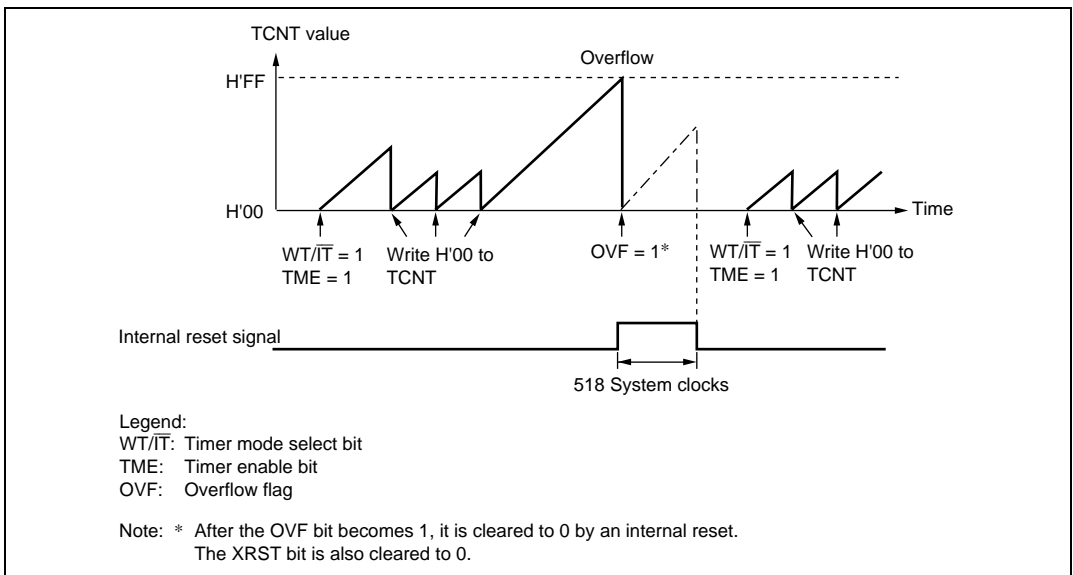 TCNT value
Overflow
H'FF
H'00
Time
WT/I̅T̅ = 1
TME = 1
Write H'00 to
TCNT
OVF = 1*
WT/I̅T̅ = 1
TME = 1
Write H'00 to
TCNT
Internal reset signal
518 System clocks
Legend:
WT/I̅T̅: Timer mode select bit
TME: Timer enable bit
OVF: Overflow flag
Note: * After the OVF bit becomes 1, it is cleared to 0 by an internal reset.
The XRST bit is also cleared to 0.